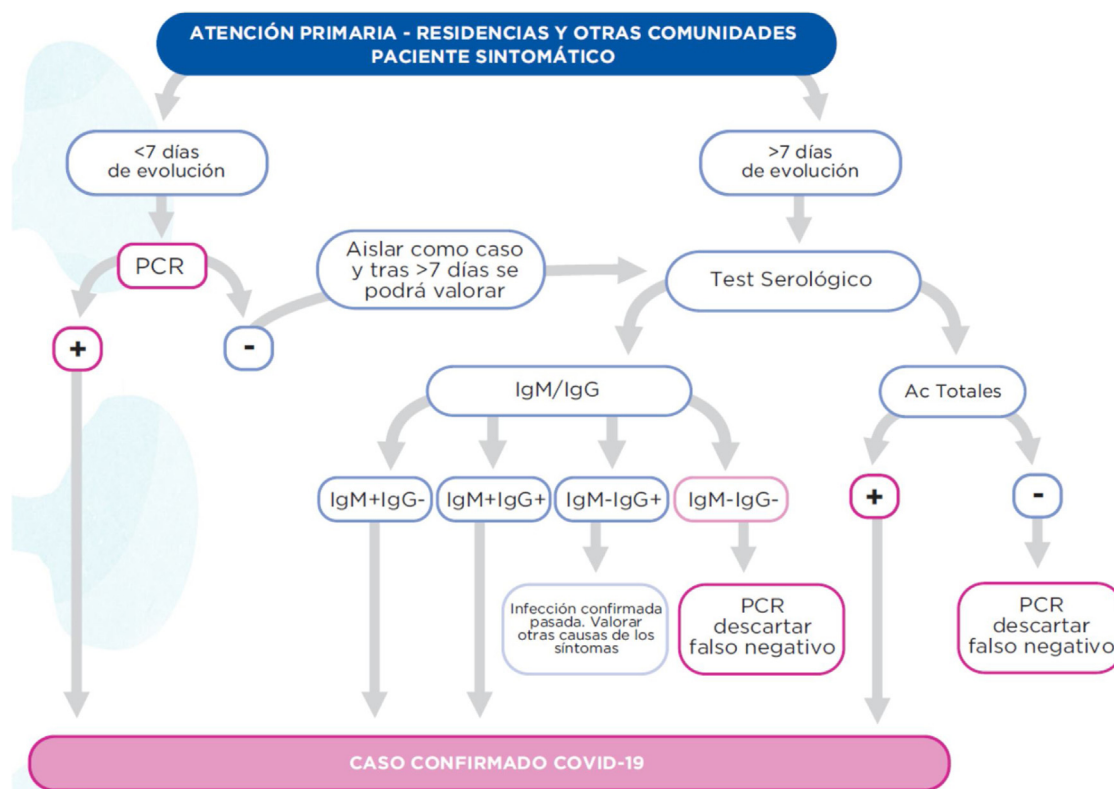 ATENCIÓN PRIMARIA - RESIDENCIAS Y OTRAS COMUNIDADES
PACIENTE SINTOMÁTICO
<7 días
de evolución
>7 días
de evolución
PCR
Aislar como caso
y tras >7 días se
podrá valorar
Test Serológico
+
-
IgM/IgG
Ac Totales
IgM+IgG-
IgM+IgG+
IgM-IgG+
IgM-IgG-
+
-
Infección confirmada
pasada. Valorar
otras causas de los
síntomas
PCR
descartar
falso negativo
PCR
descartar
falso negativo
CASO CONFIRMADO COVID-19